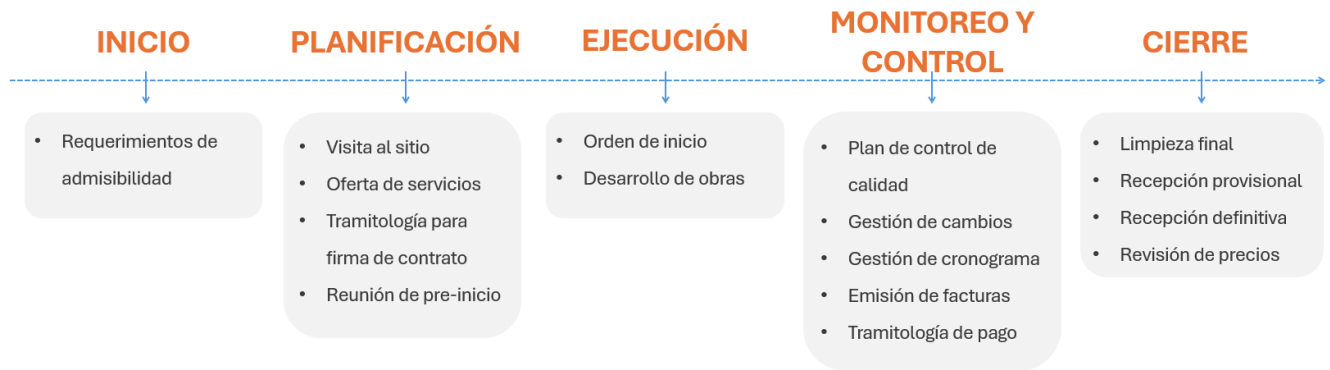 INICIO
• Requerimientos de
admisibilidad
PLANIFICACIÓN
• Visita al sitio
• Oferta de servicios
• Tramitología para
firma de contrato
• Reunión de pre-inicio
EJECUCIÓN
• Orden de inicio
• Desarrollo de obras
MONITOREO Y
CONTROL
• Plan de control de
calidad
• Gestión de cambios
• Gestión de cronograma
• Emisión de facturas
• Tramitología de pago
CIERRE
• Limpieza final
• Recepción provisional
• Recepción definitiva
• Revisión de precios